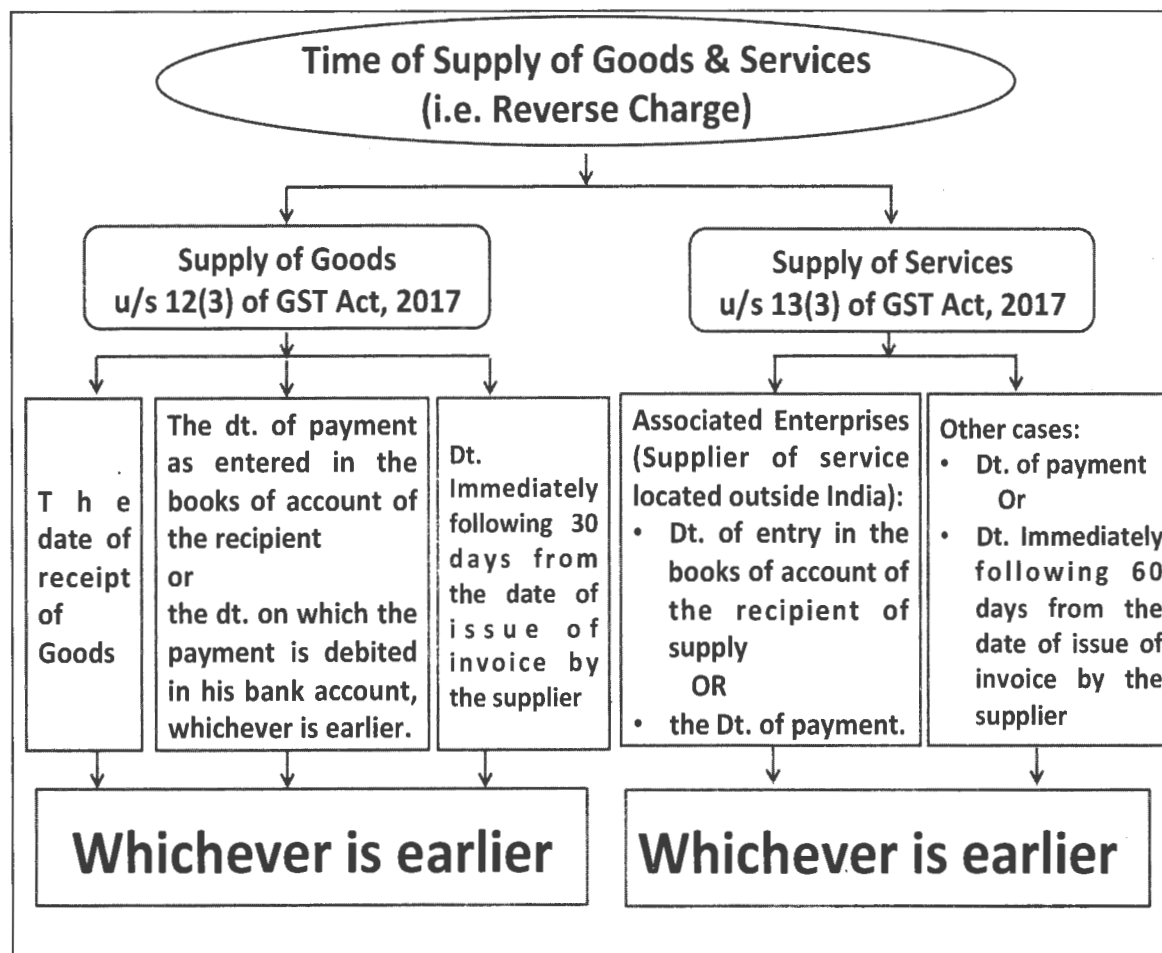 Time of Supply of Goods & Services
(i.e. Reverse Charge)
Supply of Goods
u/s 12(3) of GST Act, 2017
Supply of Services
u/s 13(3) of GST Act, 2017
The
date of
receipt
of
Goods
The dt. of payment
as entered in the
books of account of
the recipient
or
the dt. on which the
payment is debited
in his bank account,
whichever is earlier.
Dt.
Immediately
following 30
days from
the date of
issue of
invoice by
the supplier
Associated Enterprises
(Supplier of service
located outside India):
• Dt. of entry in the
books of account of
the recipient of
supply
OR
• the Dt. of payment.
Other cases:
• Dt. of payment
Or
• Dt. Immediately
following 60
days from the
date of issue of
invoice by the
supplier
Whichever is earlier
Whichever is earlier